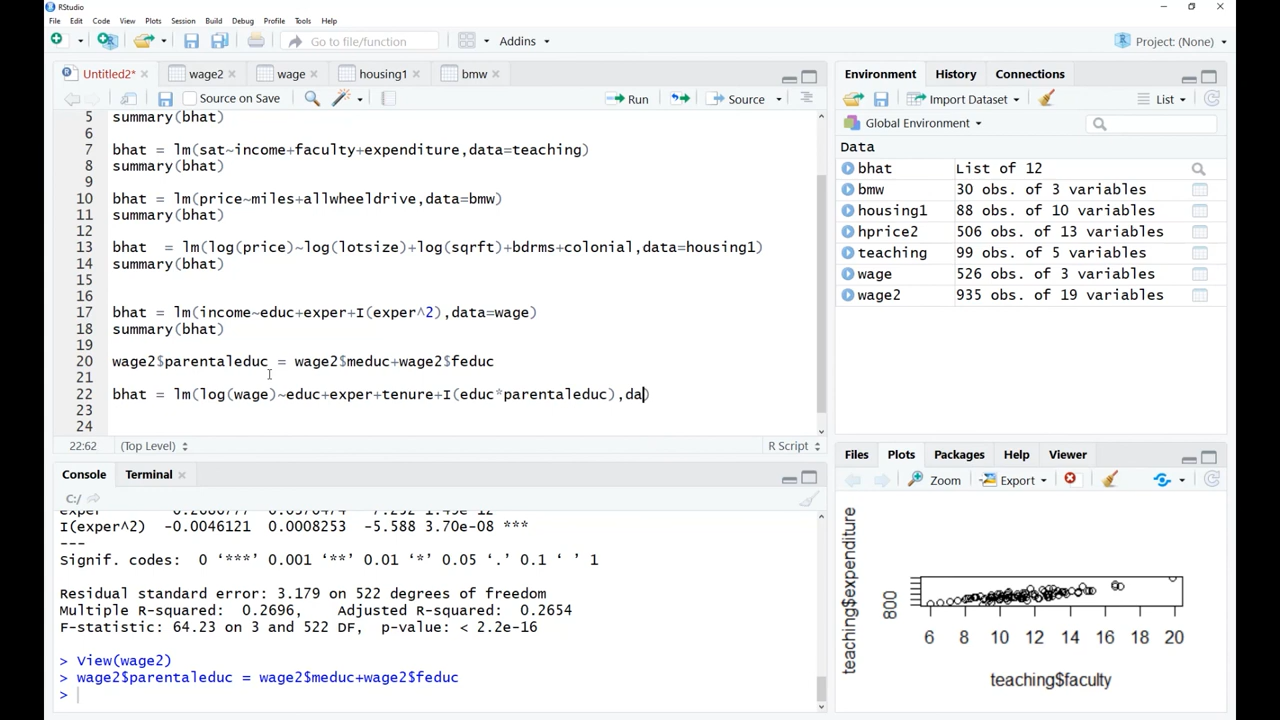 RStudio
File Edit Code View Plots Session Build Debug Profile Tools Help
Go to file/function Addins Project: (None)
Untitled2* wage2 wage housing1 bmw
Source on Save Run Source
5 summary(bhat)
6
7 bhat = lm(sat~income+faculty+expenditure,data=teaching)
8 summary(bhat)
9
10 bhat = lm(price~miles+allwheeldrive,data=bmw)
11 summary(bhat)
12
13 bhat  = lm(log(price)~log(lotsize)+log(sqrft)+bdrms+colonial,data=housing1)
14 summary(bhat)
15
16
17 bhat = lm(income~educ+exper+I(exper^2),data=wage)
18 summary(bhat)
19
20 wage2$parentaleduc = wage2$meduc+wage2$feduc
21
22 bhat = lm(log(wage)~educ+exper+tenure+I(educ*parentaleduc),da)
23
24
22:62 (Top Level) R Script
Console Terminal
C:/
I(exper^2) -0.0046121 0.0008253 -5.588 3.70e-08 ***
---
Signif. codes: 0 ‘***’ 0.001 ‘**’ 0.01 ‘*’ 0.05 ‘.’ 0.1 ‘ ’ 1
Residual standard error: 3.179 on 522 degrees of freedom
Multiple R-squared: 0.2696, Adjusted R-squared: 0.2654
F-statistic: 64.23 on 3 and 522 DF, p-value: < 2.2e-16
> View(wage2)
> wage2$parentaleduc = wage2$meduc+wage2$feduc
>
Environment History Connections
Import Dataset List
Global Environment
Data
bhat List of 12
bmw 30 obs. of 3 variables
housing1 88 obs. of 10 variables
hprice2 506 obs. of 13 variables
teaching 99 obs. of 5 variables
wage 526 obs. of 3 variables
wage2 935 obs. of 19 variables
Files Plots Packages Help Viewer
Zoom Export
teaching$expenditure
800
6 8 10 12 14 16 18 20
teaching$faculty